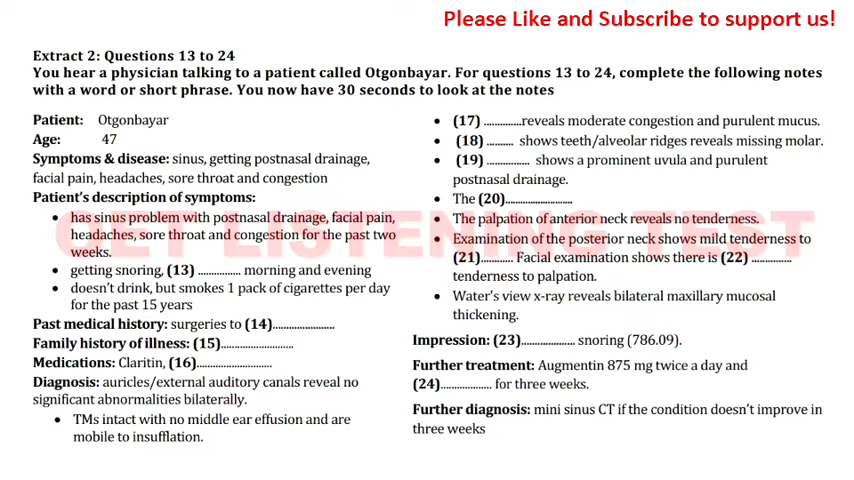 Please Like and Subscribe to support us!
Extract 2: Questions 13 to 24
You hear a physician talking to a patient called Otgonbayar. For questions 13 to 24, complete the following notes
with a word or short phrase. You now have 30 seconds to look at the notes
Patient: Otgonbayar
Age: 47
Symptoms & disease: sinus, getting postnasal drainage,
facial pain, headaches, sore throat and congestion
Patient's description of symptoms:
• has sinus problem with postnasal drainage, facial pain,
headaches, sore throat and congestion for the past two
weeks.
• getting snoring, (13) ................ morning and evening
• doesn't drink, but smokes 1 pack of cigarettes per day
for the past 15 years
Past medical history: surgeries to (14).......................
Family history of illness: (15)...........................
Medications: Claritin, (16)............................
Diagnosis: auricles/external auditory canals reveal no
significant abnormalities bilaterally.
• TMs intact with no middle ear effusion and are
mobile to insufflation.
• (17) ..............reveals moderate congestion and purulent mucus.
• (18) .......... shows teeth/alveolar ridges reveals missing molar.
• (19) ................ shows a prominent uvula and purulent
postnasal drainage.
• The (20).........................
• The palpation of anterior neck reveals no tenderness.
• Examination of the posterior neck shows mild tenderness to
(21)............ Facial examination shows there is (22) ...............
tenderness to palpation.
• Water's view x-ray reveals bilateral maxillary mucosal
thickening.
Impression: (23).................... snoring (786.09).
Further treatment: Augmentin 875 mg twice a day and
(24)................... for three weeks.
Further diagnosis: mini sinus CT if the condition doesn't improve in
three weeks
OET LISTENING TEST